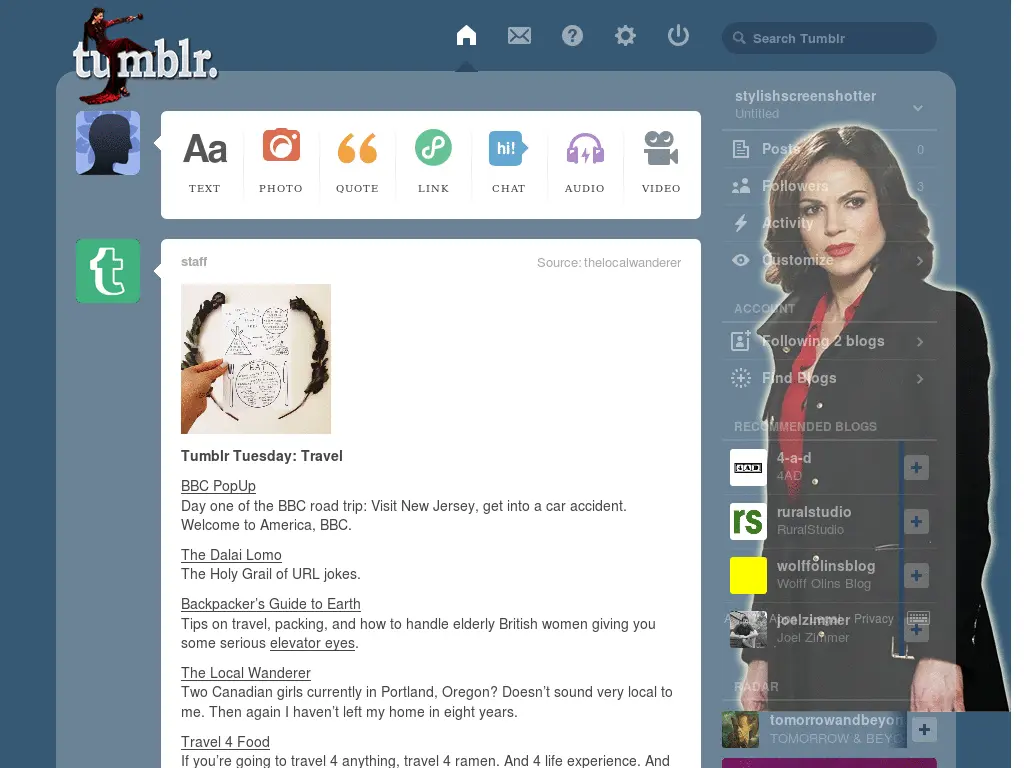 tumblr.
Search Tumblr
stylishscreenshotter
Untitled
Posts 0
Followers 3
Activity
Customize
ACCOUNT
Following 2 blogs
Find Blogs
RECOMMENDED BLOGS
4-a-d
4AD
ruralstudio
RuralStudio
wolffolinsblog
Wolff Olins Blog
joelzimmer
Joel Zimmer
Legal Privacy
RADAR
tomorrowandbeyon
TOMORROW & BEYO
Aa
hi!
TEXT PHOTO QUOTE LINK CHAT AUDIO VIDEO
staff
Source: thelocalwanderer
EAT
Tumblr Tuesday: Travel
BBC PopUp
Day one of the BBC road trip: Visit New Jersey, get into a car accident.
Welcome to America, BBC.
The Dalai Lomo
The Holy Grail of URL jokes.
Backpacker’s Guide to Earth
Tips on travel, packing, and how to handle elderly British women giving you
some serious elevator eyes.
The Local Wanderer
Two Canadian girls currently in Portland, Oregon? Doesn’t sound very local to
me. Then again I haven’t left my home in eight years.
Travel 4 Food
If you’re going to travel 4 anything, travel 4 ramen. And 4 life experience. And
4AD
rs
t